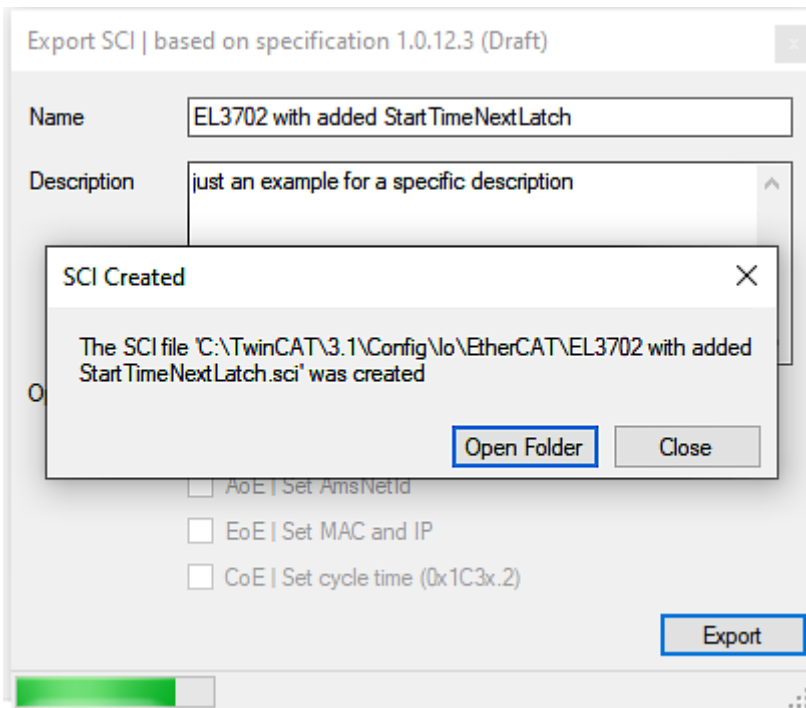 Export SCI | based on specification 1.0.12.3 (Draft)
Name
EL3702 with added StartTimeNextLatch
Description
just an example for a specific description
SCI Created
The SCI file 'C:\TwinCAT\3.1\Config\Io\EtherCAT\EL3702 with added
StartTimeNextLatch.sci' was created
Open Folder
Close
AoE | Set AmsNetId
EoE | Set MAC and IP
CoE | Set cycle time (0x1C3x.2)
Export